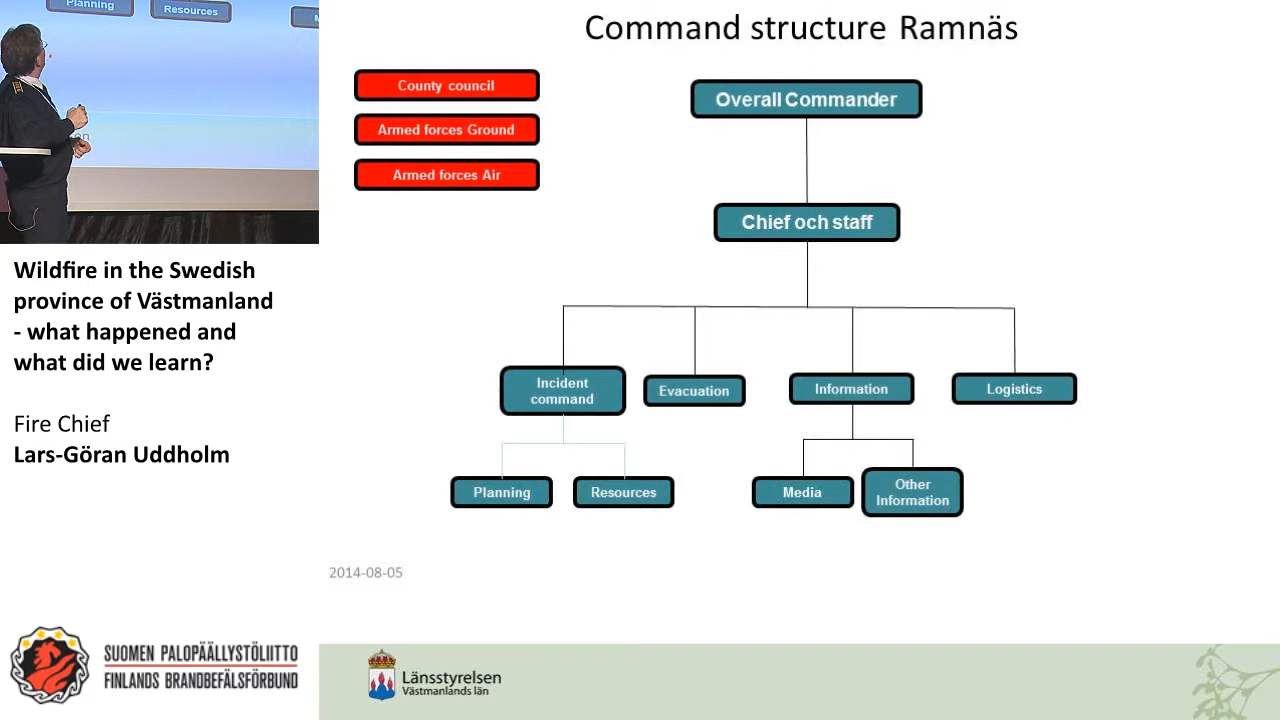 Planning
Resources
Command structure Ramnäs
County council
Armed forces Ground
Armed forces Air
Overall Commander
Chief och staff
Incident
command
Evacuation
Information
Logistics
Planning
Resources
Media
Other
Information
2014-08-05
Wildfire in the Swedish
province of Västmanland
- what happened and
what did we learn?
Fire Chief
Lars-Göran Uddholm
SUOMEN PALOPÄÄLLYSTÖLIITTO
FINLANDS BRANDBEFÄLSFÖRBUND
Länsstyrelsen
Västmanlands län